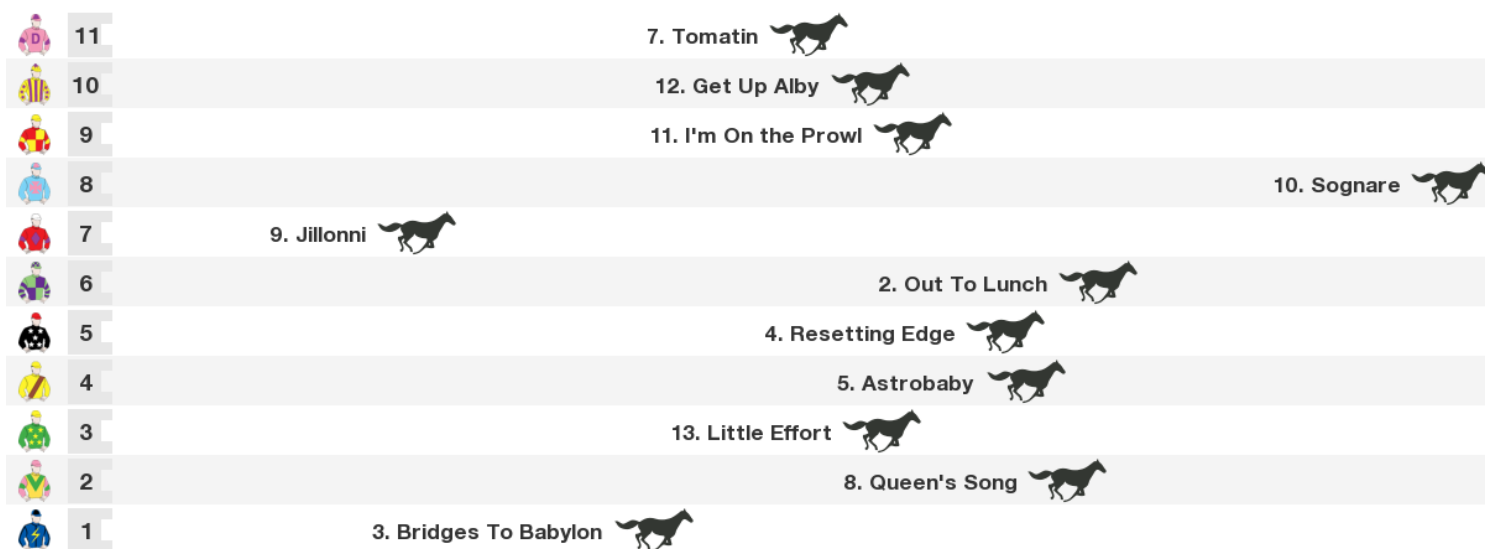 D 11 7. Tomatin
10 12. Get Up Alby
9 11. I'm On the Prowl
8 10. Sognare
7 9. Jillonni
6 2. Out To Lunch
5 4. Resetting Edge
4 5. Astrobaby
3 13. Little Effort
2 8. Queen's Song
1 3. Bridges To Babylon